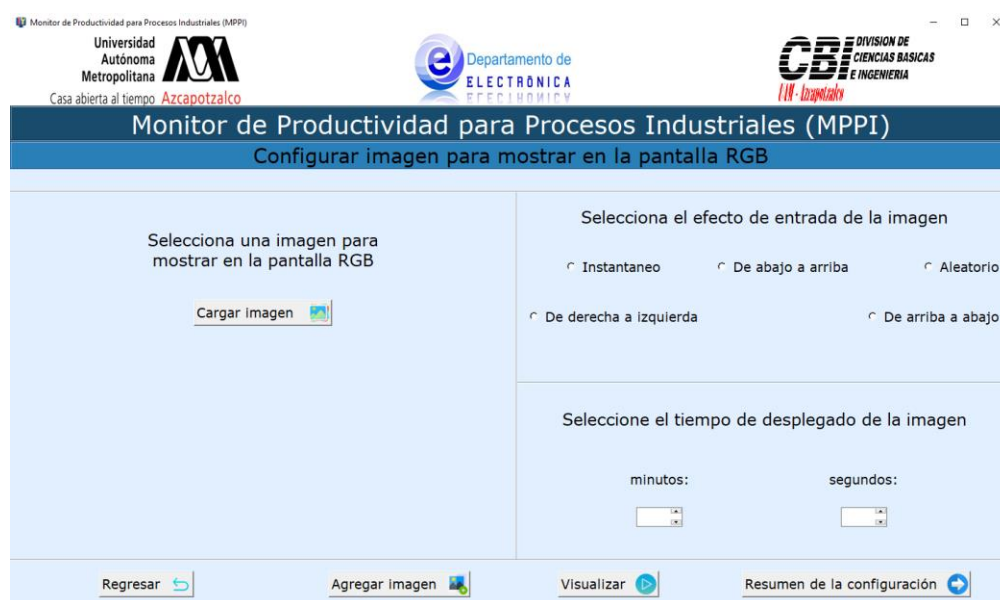 Monitor de Productividad para Procesos Industriales (MPPI)
Universidad
Autónoma
Metropolitana
Casa abierta al tiempo Azcapotzalco
e Departamento de
ELECTRÓNICA
CBI DIVISION DE
CIENCIAS BASICAS
E INGENIERIA
UAM - Azcapotzalco
Monitor de Productividad para Procesos Industriales (MPPI)
Configurar imagen para mostrar en la pantalla RGB
Selecciona una imagen para
mostrar en la pantalla RGB
Cargar imagen
Selecciona el efecto de entrada de la imagen
Instantaneo De abajo a arriba Aleatorio
De derecha a izquierda De arriba a abajo
Seleccione el tiempo de desplegado de la imagen
minutos: segundos:
Regresar Agregar imagen Visualizar Resumen de la configuración